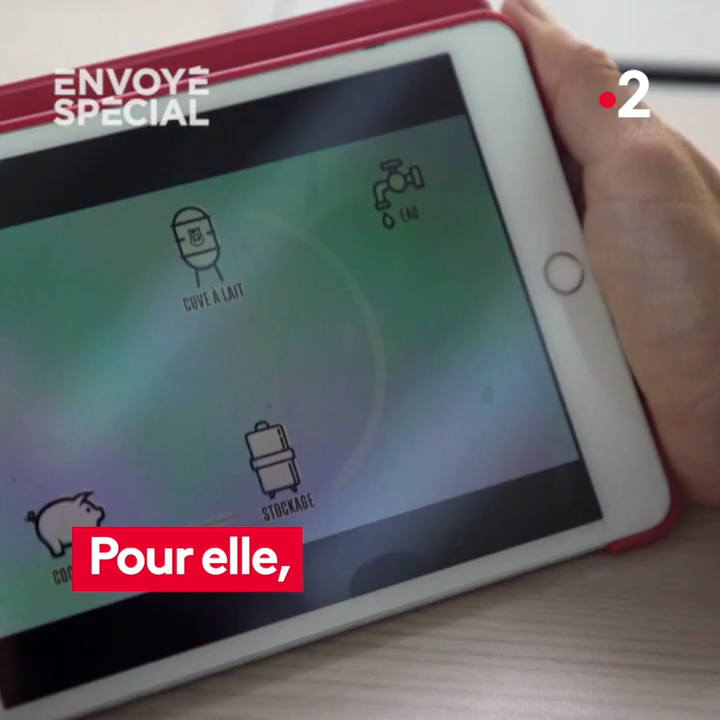 ENVOYÉ
SPÉCIAL
2
EAU
CUVE À LAIT
STOCKAGE
Pour elle,